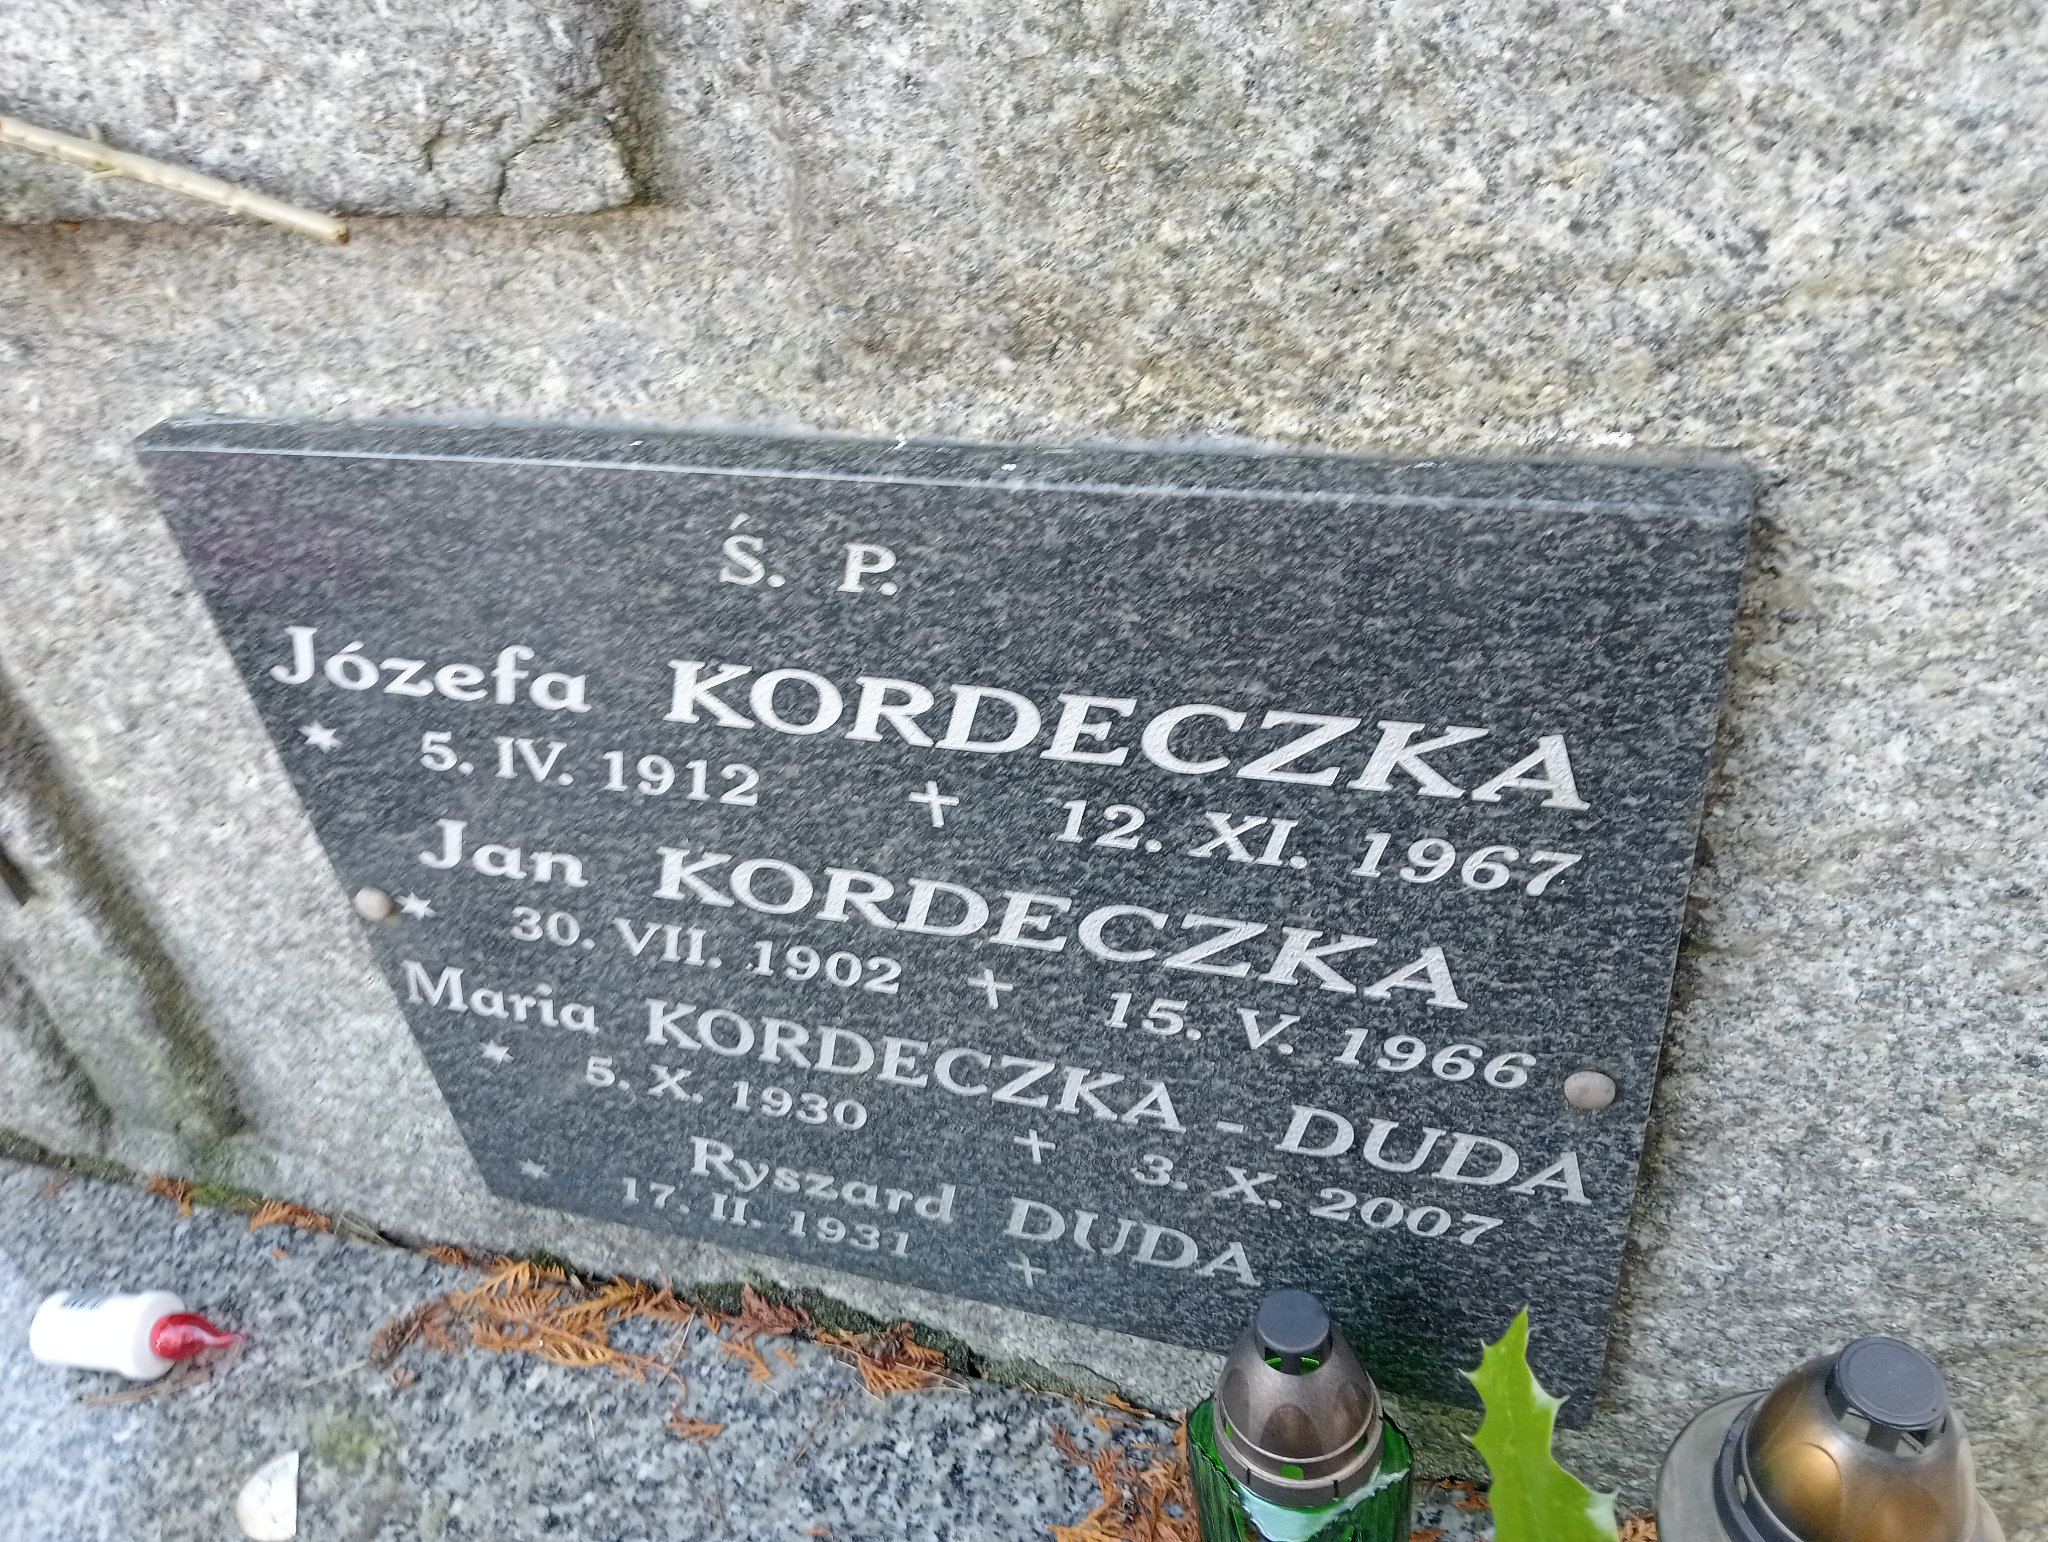 Ś. P.
Józefa KORDECZKA
* 5. IV. 1912 + 12. XI. 1967
Jan KORDECZKA
* 30. VII. 1902 + 15. V. 1966
Maria KORDECZKA - DUDA
* 5. X. 1930 + 3. X. 2007
Ryszard DUDA
* 17. II. 1931 +